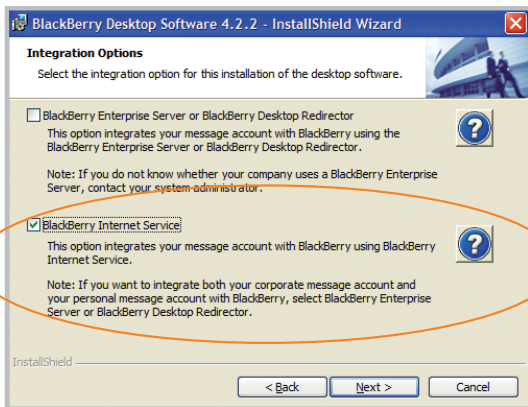 BlackBerry Desktop Software 4.2.2 - InstallShield Wizard
Integration Options
Select the integration option for this installation of the desktop software.
BlackBerry Enterprise Server or BlackBerry Desktop Redirector
This option integrates your message account with BlackBerry using the
BlackBerry Enterprise Server or BlackBerry Desktop Redirector.
Note: If you do not know whether your company uses a BlackBerry Enterprise
Server, contact your system administrator.
BlackBerry Internet Service
This option integrates your message account with BlackBerry using BlackBerry
Internet Service.
Note: If you want to integrate both your corporate message account and
your personal message account with BlackBerry, select BlackBerry Enterprise
Server or BlackBerry Desktop Redirector.
InstallShield
< Back Next > Cancel